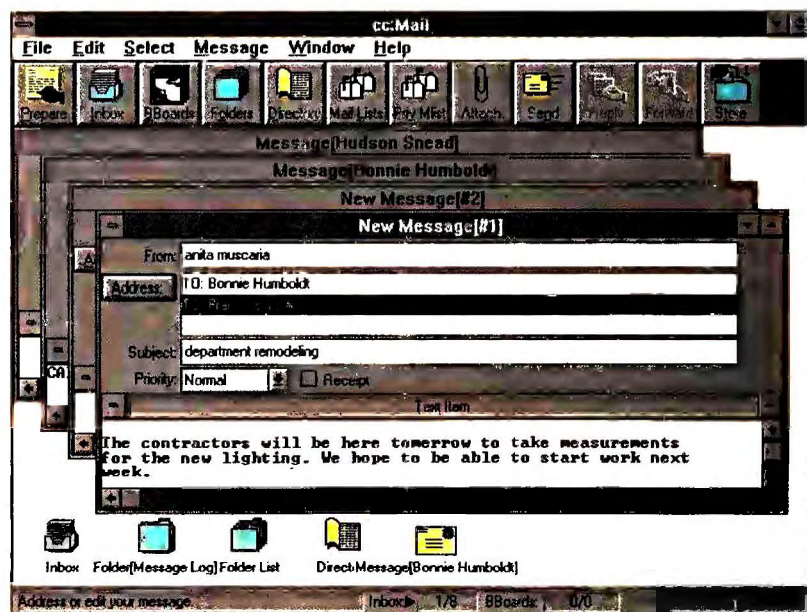 cc:Mail
File Edit Select Message Window Help
Prepare Inbox BBoards Folders Mail Lists Attach Send Reply Forward Store
Message[Hudson Snead]
Message[Bonnie Humboldt]
New Message[#2]
New Message[#1]
From: anita muscaria
Address: TO: Bonnie Humboldt
Subject: department remodeling
Priority: Normal Receipt
Text Item
CA
The contractors will be here tomerrow to take measurements
for the new lighting. We hope to be able to start work next
week.
Inbox Folder[Message Log] Folder List Direct Message[Bonnie Humboldt]
Address or edit your message. Inbox 1/8 BBoards: 0/0